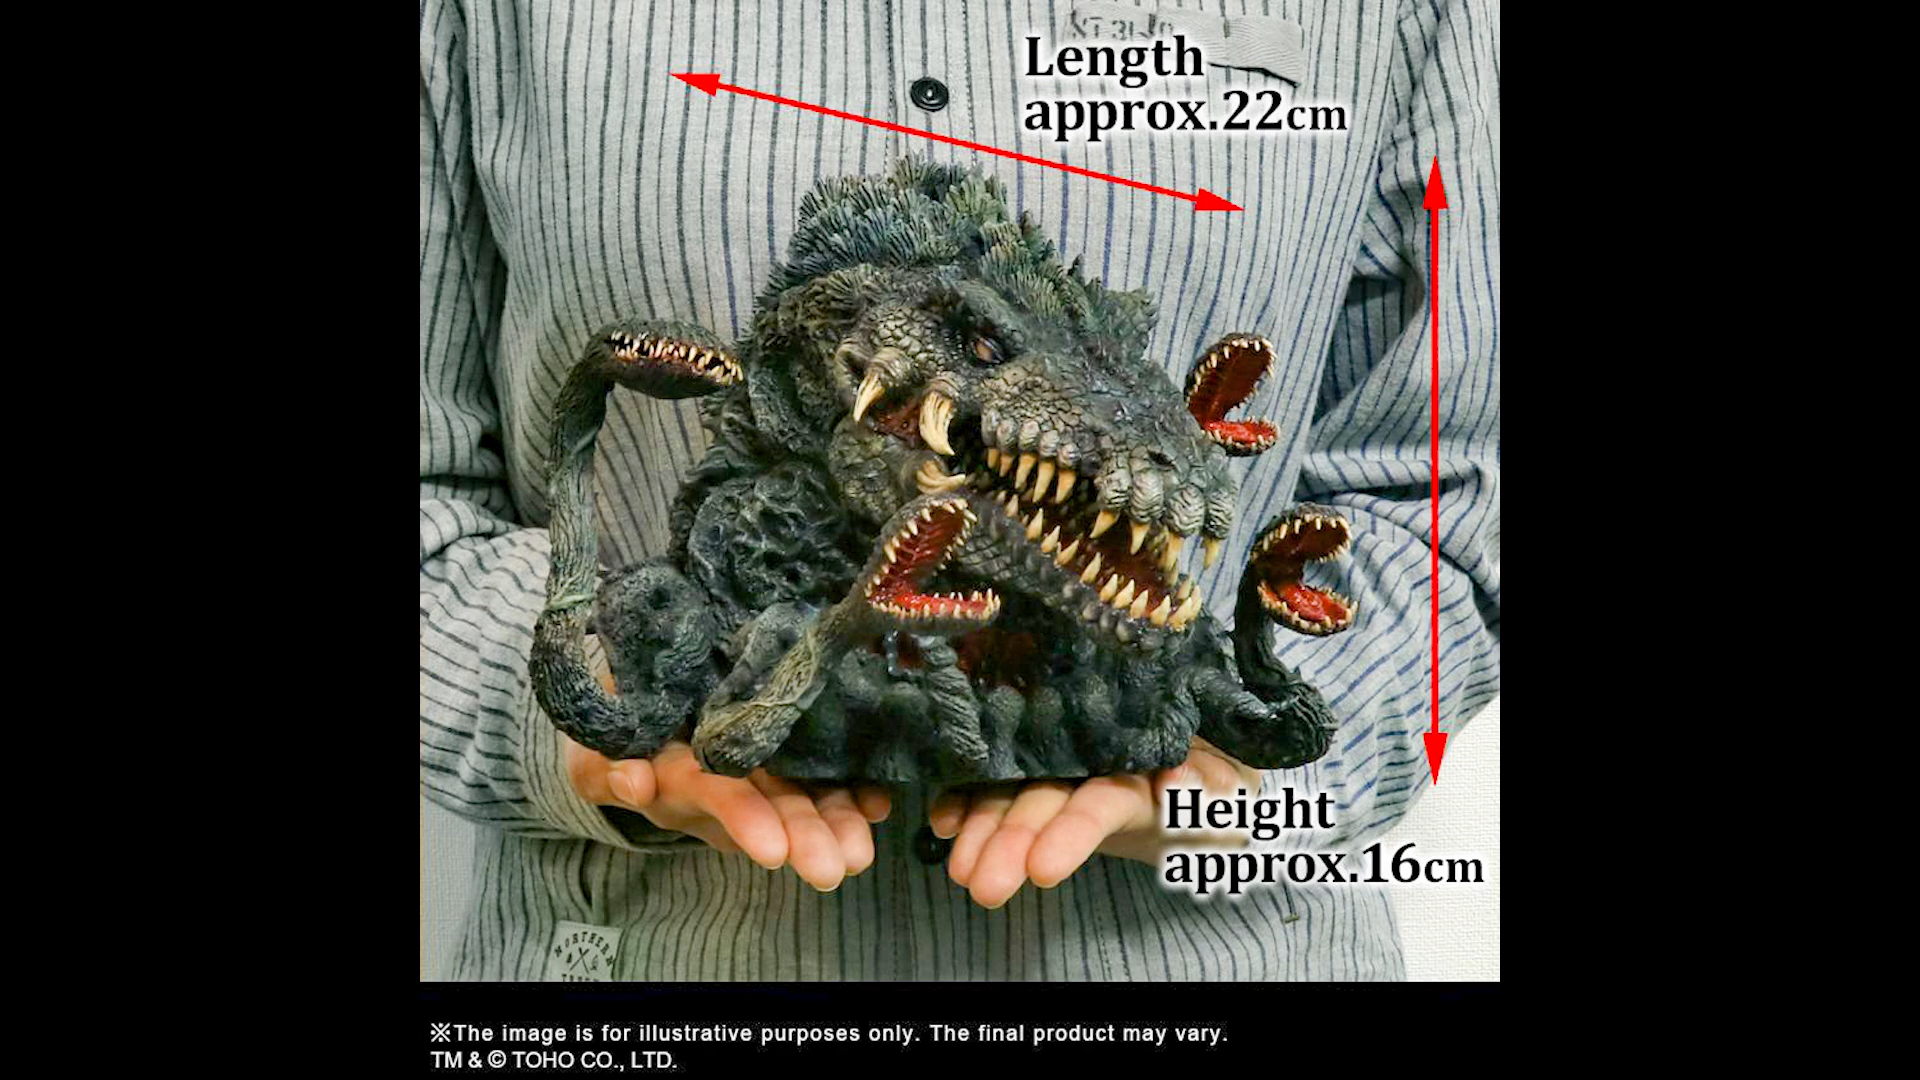 Length
approx.22cm
Height
approx.16cm
NORTHERN
※The image is for illustrative purposes only. The final product may vary.
TM & © TOHO CO., LTD.